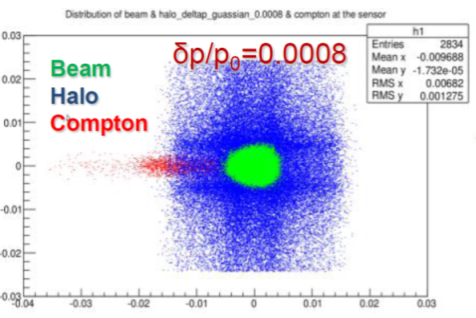 Distribution of beam & halo_deltap_guassian_0.0008 & compton at the sensor
h1
Entries 2834
Mean x -0.009688
Mean y -1.732e-05
RMS x 0.00682
RMS y 0.001275
δp/p0=0.0008
Beam
Halo
Compton
0.03
0.02
0.01
0
-0.01
-0.02
-0.03
-0.04 -0.03 -0.02 -0.01 0 0.01 0.02 0.03